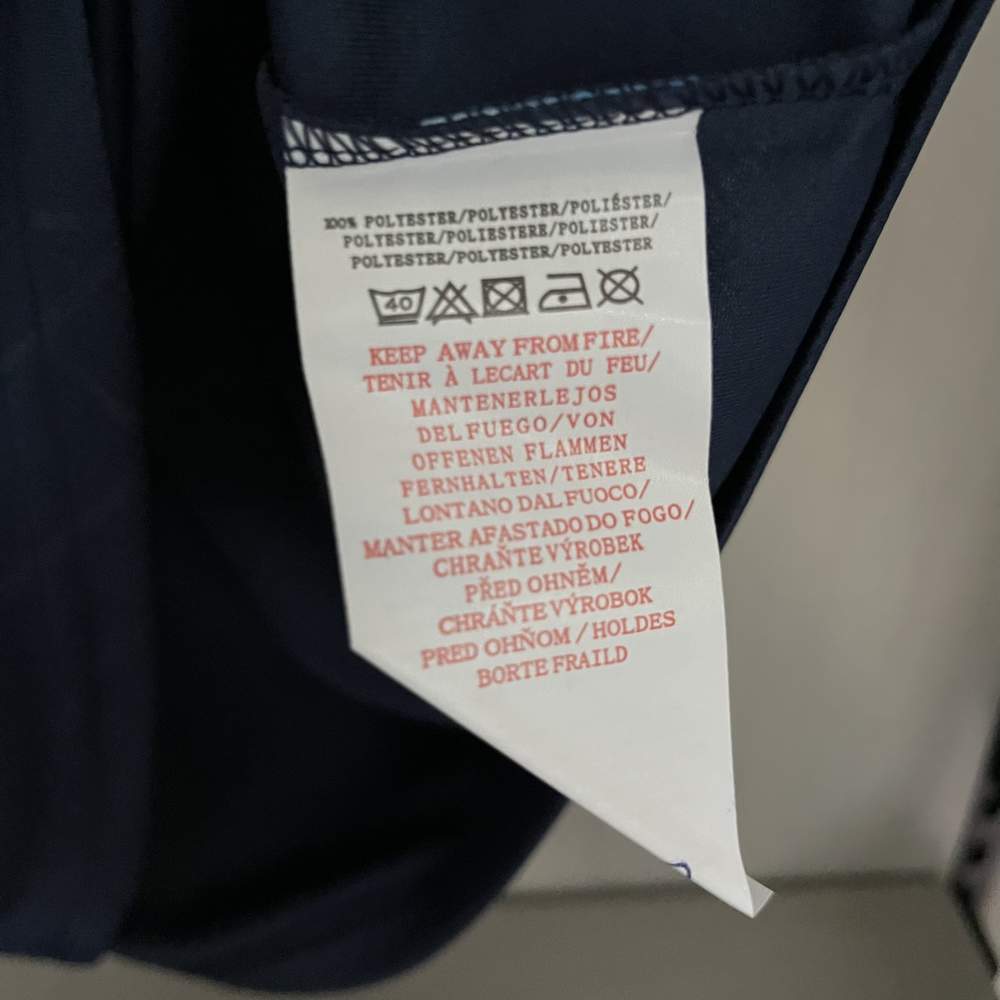 100% POLYESTER/POLYESTER/POLIÉSTER/
POLYESTER/POLIESTERE/POLIESTER/
POLYESTER/POLYESTER/POLYESTER
40
KEEP AWAY FROM FIRE/
TENIR À LECART DU FEU/
MANTENERLEJOS
DEL FUEGO/VON
OFFENEN FLAMMEN
FERNHALTEN/TENERE
LONTANO DAL FUOCO/
MANTER AFASTADO DO FOGO/
CHRAŇTE VÝROBEK
PŘED OHNĚM/
CHRÁŇTE VÝROBOK
PRED OHŇOM/HOLDES
BORTE FRAILD